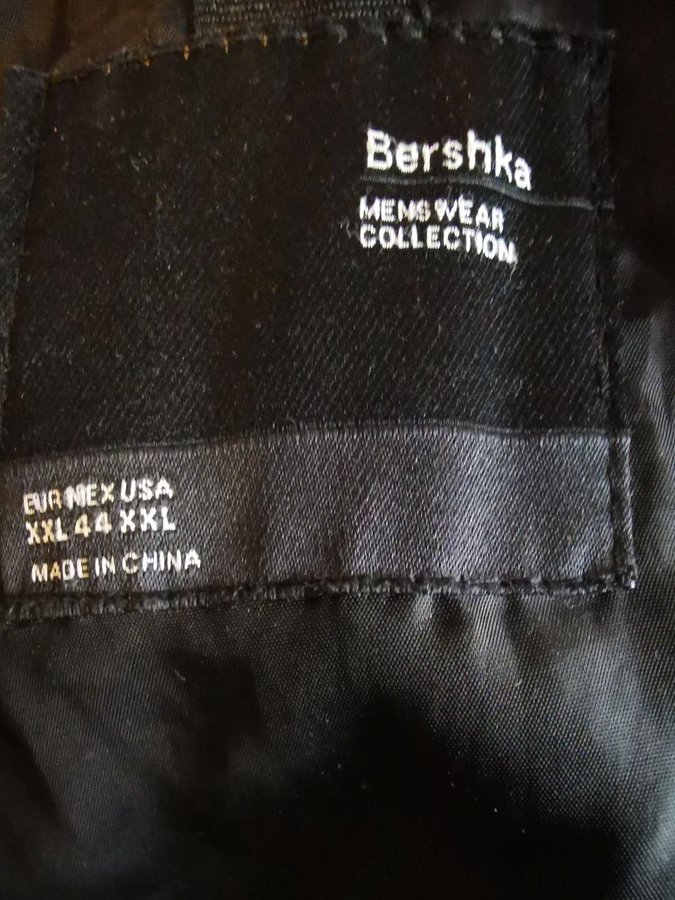 Bershka
MENSWEAR
COLLECTION
EUR MEX USA
XXL 44 XXL
MADE IN CHINA